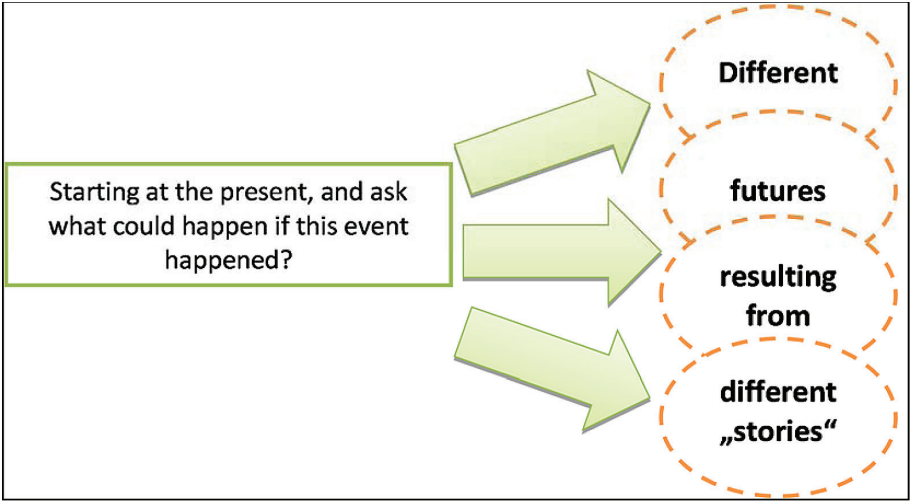 Starting at the present, and ask
what could happen if this event
happened?
Different
futures
resulting
from
different
„stories“